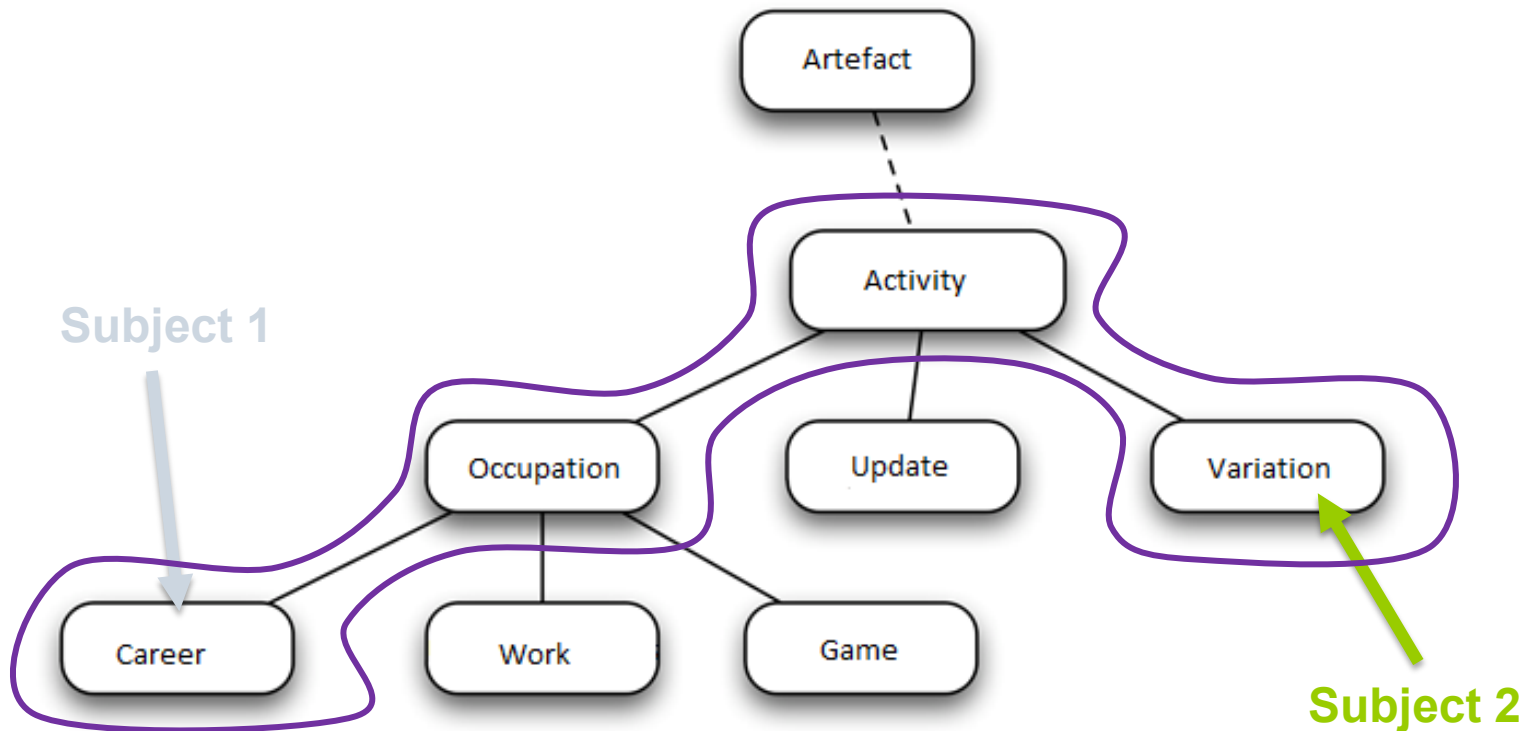 Artefact
Activity
Subject 1
Occupation
Update
Variation
Career
Work
Game
Subject 2